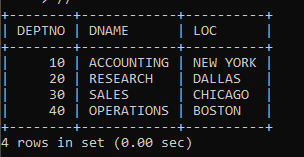 +--------+------------+----------+
| DEPTNO | DNAME      | LOC      |
+--------+------------+----------+
|     10 | ACCOUNTING | NEW YORK |
|     20 | RESEARCH   | DALLAS   |
|     30 | SALES      | CHICAGO  |
|     40 | OPERATIONS | BOSTON   |
+--------+------------+----------+
4 rows in set (0.00 sec)